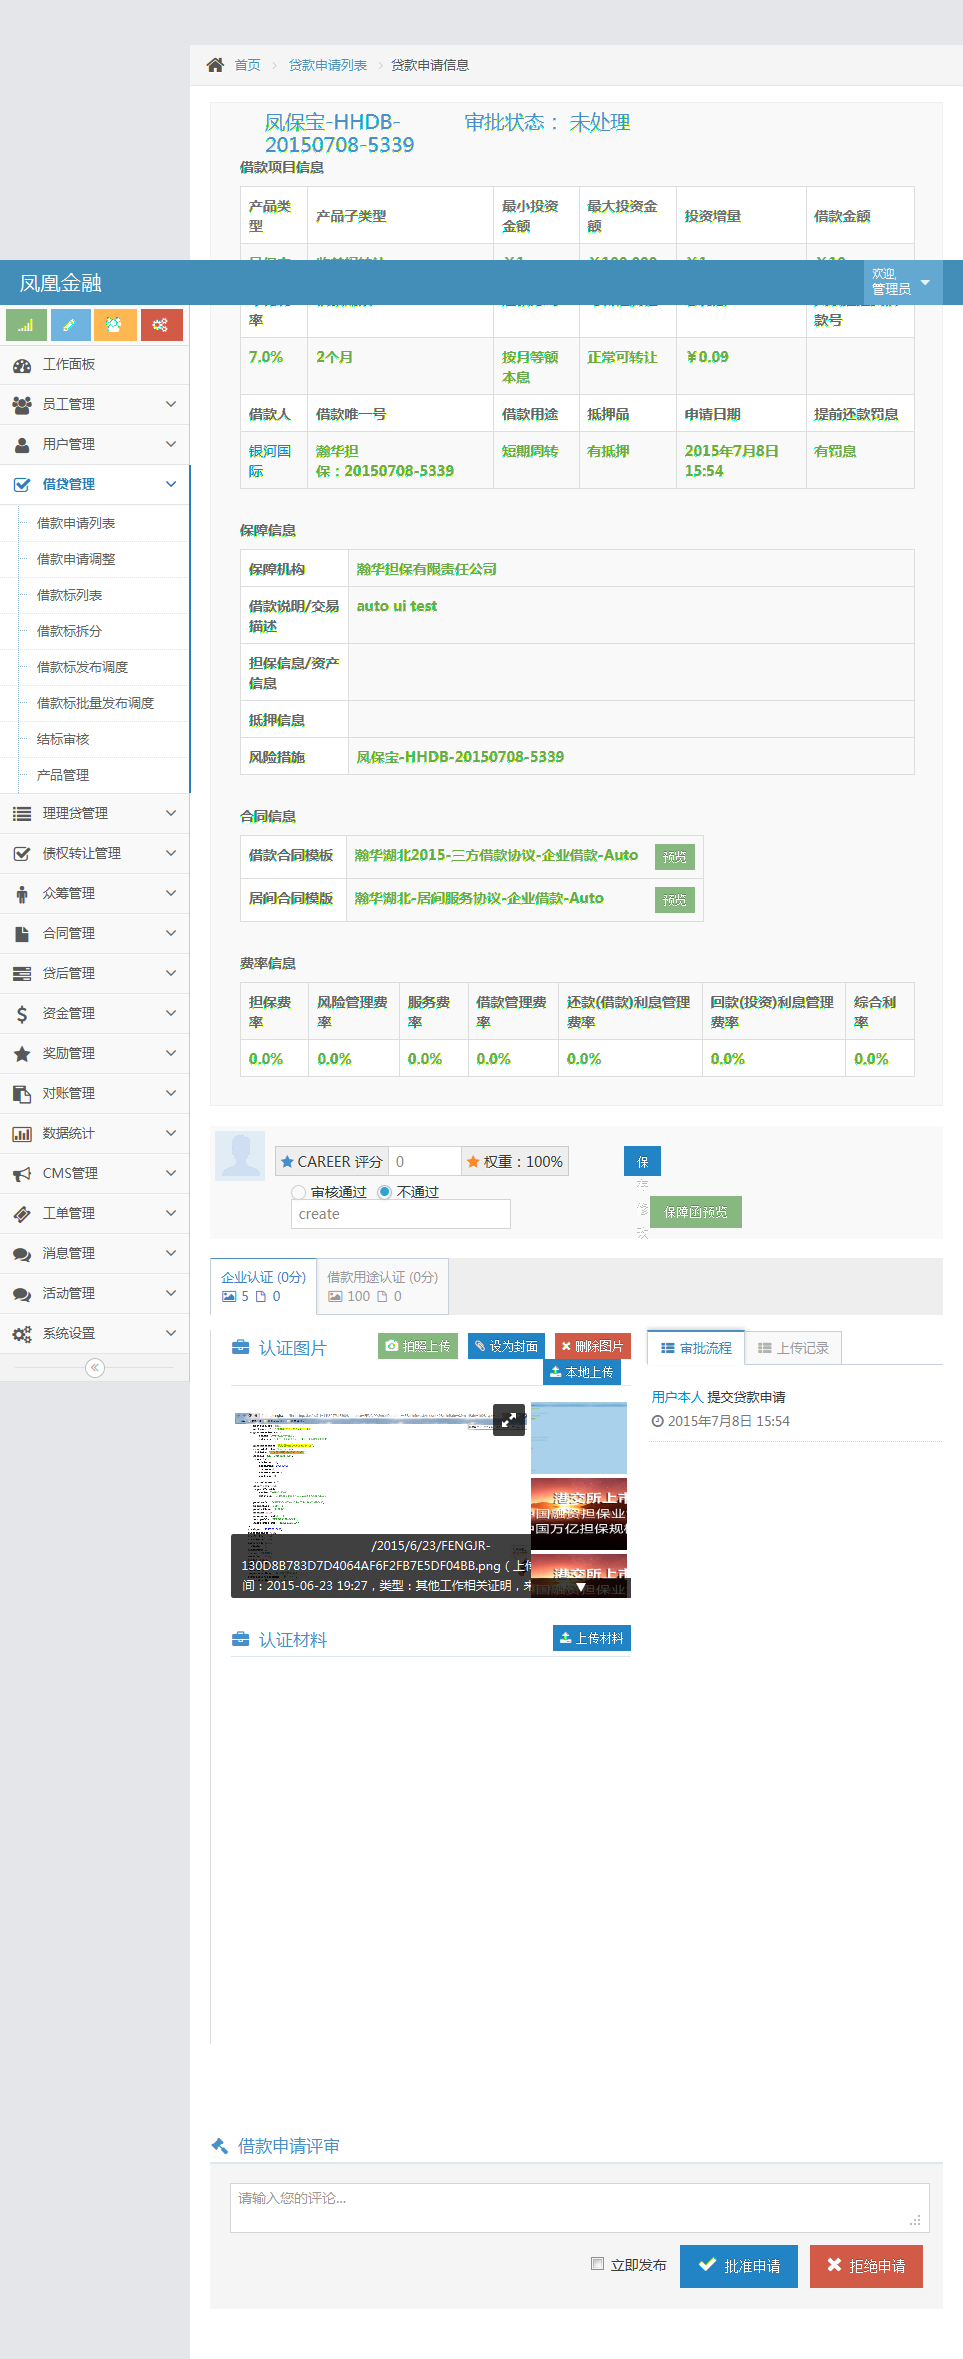 首页 > 贷款申请列表 > 贷款申请信息
凤保宝-HHDB-
20150708-5339
审批状态： 未处理
借款项目信息
产品类型 产品子类型 最小投资金额 最大投资金额 投资增量 借款金额
凤凰金融
欢迎,
管理员
率 款号
7.0% 2个月 按月等额本息 正常可转让 ￥0.09
借款人 借款唯一号 借款用途 抵押品 申请日期 提前还款罚息
银河国际 瀚华担保：20150708-5339 短期周转 有抵押 2015年7月8日 15:54 有罚息
工作面板
员工管理
用户管理
借贷管理
借款申请列表
借款申请调整
借款标列表
借款标拆分
借款标发布调度
借款标批量发布调度
结标审核
产品管理
理理贷管理
债权转让管理
众筹管理
合同管理
贷后管理
资金管理
奖励管理
对账管理
数据统计
CMS管理
工单管理
消息管理
活动管理
系统设置
保障信息
保障机构 瀚华担保有限责任公司
借款说明/交易描述 auto ui test
担保信息/资产信息
抵押信息
风险措施 凤保宝-HHDB-20150708-5339
合同信息
借款合同模板 瀚华湖北2015-三方借款协议-企业借款-Auto 预览
居间合同模版 瀚华湖北-居间服务协议-企业借款-Auto 预览
费率信息
担保费率 风险管理费率 服务费率 借款管理费率 还款(借款)利息管理费率 回款(投资)利息管理费率 综合利率
0.0% 0.0% 0.0% 0.0% 0.0% 0.0% 0.0%
CAREER 评分 0 权重：100% 保
审核通过 不通过
create
保障函预览
企业认证 (0分)
5 0
借款用途认证 (0分)
100 0
认证图片 拍照上传 设为封面 删除图片
本地上传
/2015/6/23/FENGJR-
130D8B783D7D4064AF6F2FB7E5DF04BB.png（上传
间：2015-06-23 19:27，类型：其他工作相关证明，来
港交所上市
中国融资担保业
中国万亿担保规模
港交所上市
审批流程 上传记录
用户本人 提交贷款申请
2015年7月8日 15:54
认证材料 上传材料
借款申请评审
请输入您的评论...
立即发布 批准申请 拒绝申请